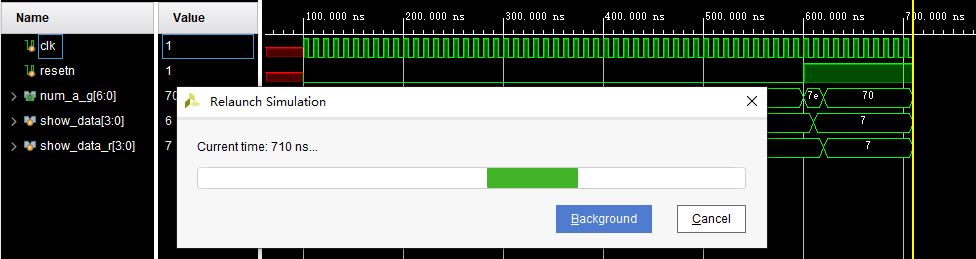 Name Value 100.000 ns 200.000 ns 300.000 ns 400.000 ns 500.000 ns 600.000 ns 700.000 ns
clk 1
resetn 1
num_a_g[6:0] 70 7e 70
show_data[3:0] 6 7
show_data_r[3:0] 7 7
Relaunch Simulation
Current time: 710 ns...
Background Cancel